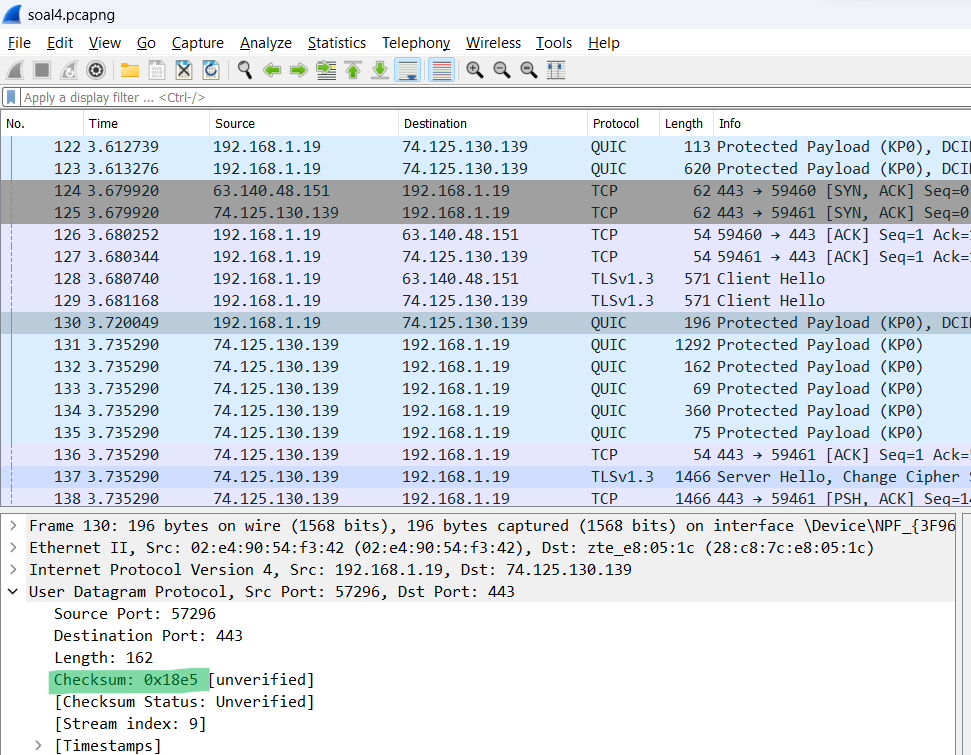 soal4.pcapng
File Edit View Go Capture Analyze Statistics Telephony Wireless Tools Help
Apply a display filter ... <Ctrl-/>
No. Time Source Destination Protocol Length Info
122 3.612739 192.168.1.19 74.125.130.139 QUIC 113 Protected Payload (KP0), DCI
123 3.613276 192.168.1.19 74.125.130.139 QUIC 620 Protected Payload (KP0), DCI
124 3.679920 63.140.48.151 192.168.1.19 TCP 62 443 → 59460 [SYN, ACK] Seq=0
125 3.679920 74.125.130.139 192.168.1.19 TCP 62 443 → 59461 [SYN, ACK] Seq=0
126 3.680252 192.168.1.19 63.140.48.151 TCP 54 59460 → 443 [ACK] Seq=1 Ack=
127 3.680344 192.168.1.19 74.125.130.139 TCP 54 59461 → 443 [ACK] Seq=1 Ack=
128 3.680740 192.168.1.19 63.140.48.151 TLSv1.3 571 Client Hello
129 3.681168 192.168.1.19 74.125.130.139 TLSv1.3 571 Client Hello
130 3.720049 192.168.1.19 74.125.130.139 QUIC 196 Protected Payload (KP0), DCI
131 3.735290 74.125.130.139 192.168.1.19 QUIC 1292 Protected Payload (KP0)
132 3.735290 74.125.130.139 192.168.1.19 QUIC 162 Protected Payload (KP0)
133 3.735290 74.125.130.139 192.168.1.19 QUIC 69 Protected Payload (KP0)
134 3.735290 74.125.130.139 192.168.1.19 QUIC 360 Protected Payload (KP0)
135 3.735290 74.125.130.139 192.168.1.19 QUIC 75 Protected Payload (KP0)
136 3.735290 74.125.130.139 192.168.1.19 TCP 54 443 → 59461 [ACK] Seq=1 Ack=
137 3.735290 74.125.130.139 192.168.1.19 TLSv1.3 1466 Server Hello, Change Cipher
138 3.735290 74.125.130.139 192.168.1.19 TCP 1466 443 → 59461 [PSH, ACK] Seq=14
Frame 130: 196 bytes on wire (1568 bits), 196 bytes captured (1568 bits) on interface \Device\NPF_{3F96
Ethernet II, Src: 02:e4:90:54:f3:42 (02:e4:90:54:f3:42), Dst: zte_e8:05:1c (28:c8:7c:e8:05:1c)
Internet Protocol Version 4, Src: 192.168.1.19, Dst: 74.125.130.139
User Datagram Protocol, Src Port: 57296, Dst Port: 443
Source Port: 57296
Destination Port: 443
Length: 162
Checksum: 0x18e5 [unverified]
[Checksum Status: Unverified]
[Stream index: 9]
[Timestamps]